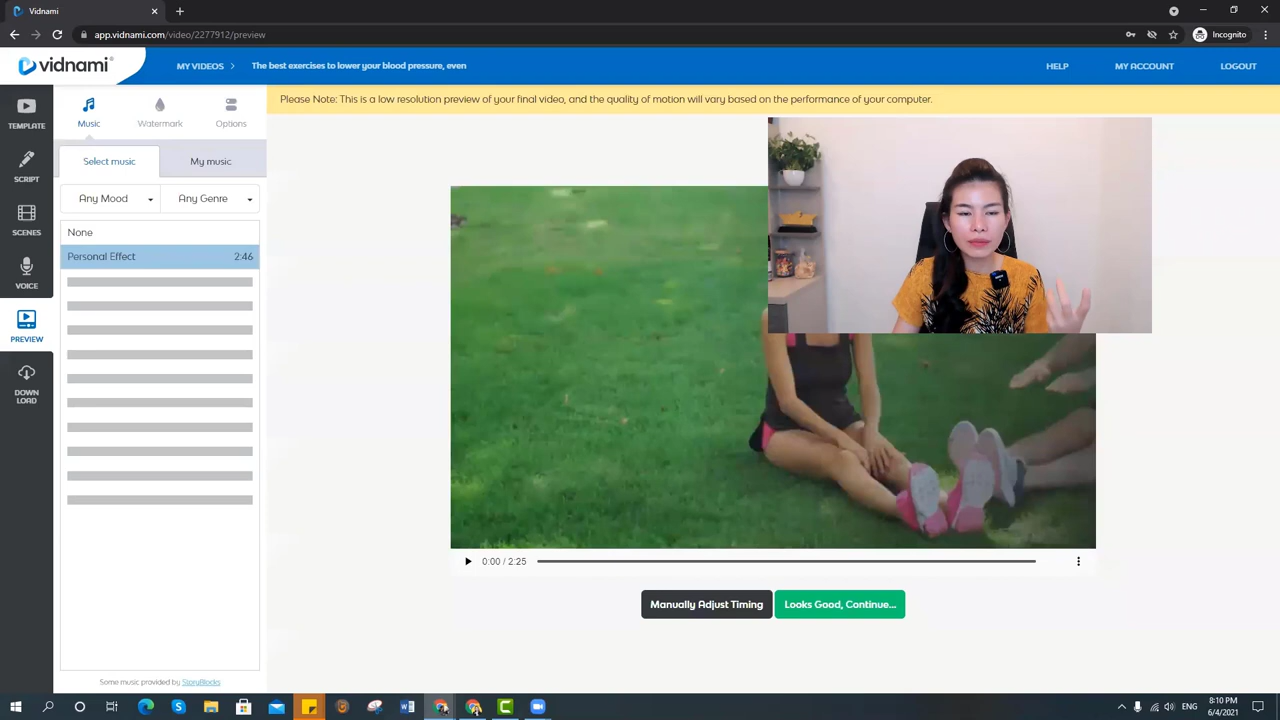 Vidnami
app.vidnami.com/video/2277912/preview
Incognito
vidnami
MY VIDEOS
The best exercises to lower your blood pressure, even
HELP
MY ACCOUNT
LOGOUT
TEMPLATE
SCRIPT
SCENES
VOICE
PREVIEW
DOWN
LOAD
Music
Watermark
Options
Please Note: This is a low resolution preview of your final video, and the quality of motion will vary based on the performance of your computer.
Select music
My music
Any Mood
Any Genre
None
Personal Effect 2:46
0:00 / 2:25
Manually Adjust Timing
Looks Good, Continue...
Some music provided by StoryBlocks
ENG
8:10 PM
6/4/2021